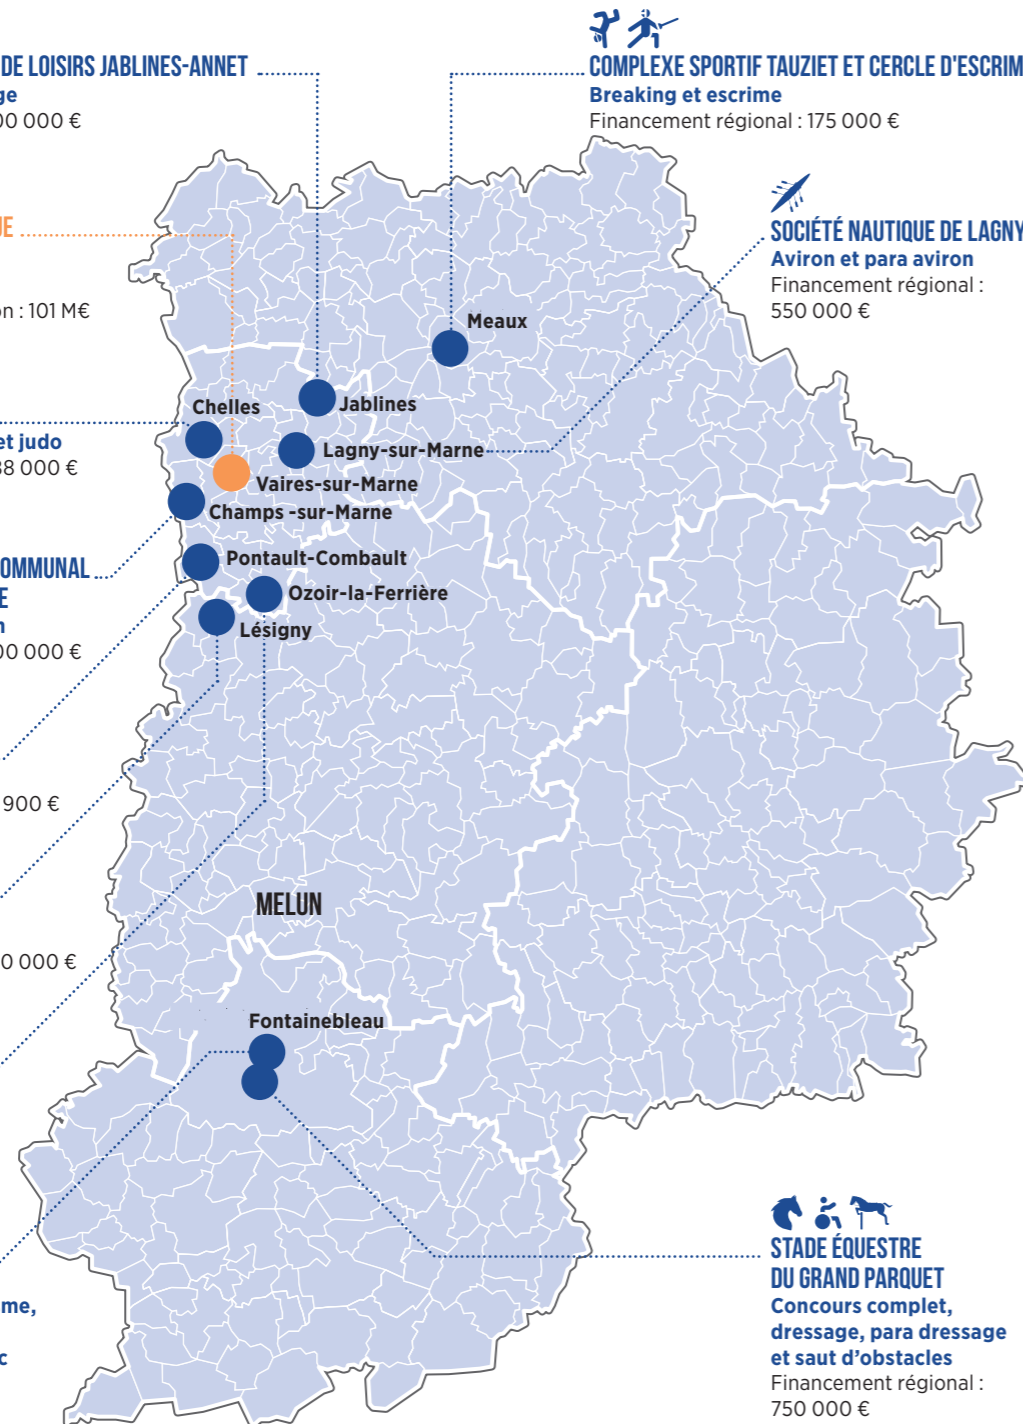 DE LOISIRS JABLINES-ANNET
ge
00 000 €
COMPLEXE SPORTIF TAUZIET ET CERCLE D'ESCRIM
Breaking et escrime
Financement régional : 175 000 €
UE
on : 101 M€
SOCIÉTÉ NAUTIQUE DE LAGNY
Aviron et para aviron
Financement régional :
550 000 €
Meaux
Jablines
Chelles
et judo
38 000 €
Lagny-sur-Marne
Vaires-sur-Marne
Champs -sur-Marne
Pontault-Combault
OMMUNAL
E
n
00 000 €
Ozoir-la-Ferrière
Lésigny
900 €
MELUN
0 000 €
Fontainebleau
me,
c
STADE ÉQUESTRE
DU GRAND PARQUET
Concours complet,
dressage, para dressage
et saut d’obstacles
Financement régional :
750 000 €